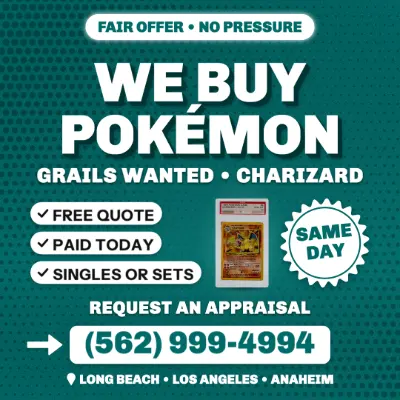 FAIR OFFER • NO PRESSURE
WE BUY
POKÉMON
GRAILS WANTED • CHARIZARD
FREE QUOTE
PAID TODAY
SINGLES OR SETS
SAME
DAY
REQUEST AN APPRAISAL
(562) 999-4994
LONG BEACH • LOS ANGELES • ANAHEIM